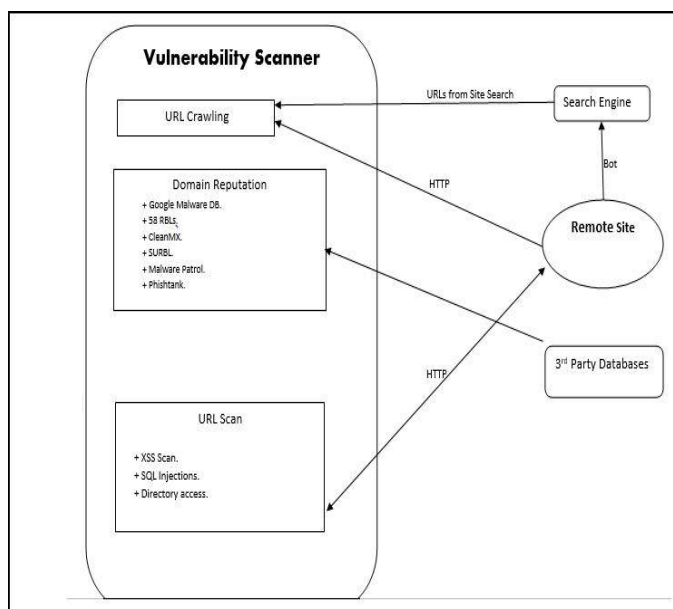 Vulnerability Scanner
URL Crawling
URLs from Site Search
Search Engine
Bot
HTTP
Remote Site
Domain Reputation
+ Google Malware DB.
+ 58 RBLs.
+ CleanMX.
+ SURBL.
+ Malware Patrol.
+ Phishtank.
3rd Party Databases
HTTP
URL Scan
+ XSS Scan.
+ SQL Injections.
+ Directory access.